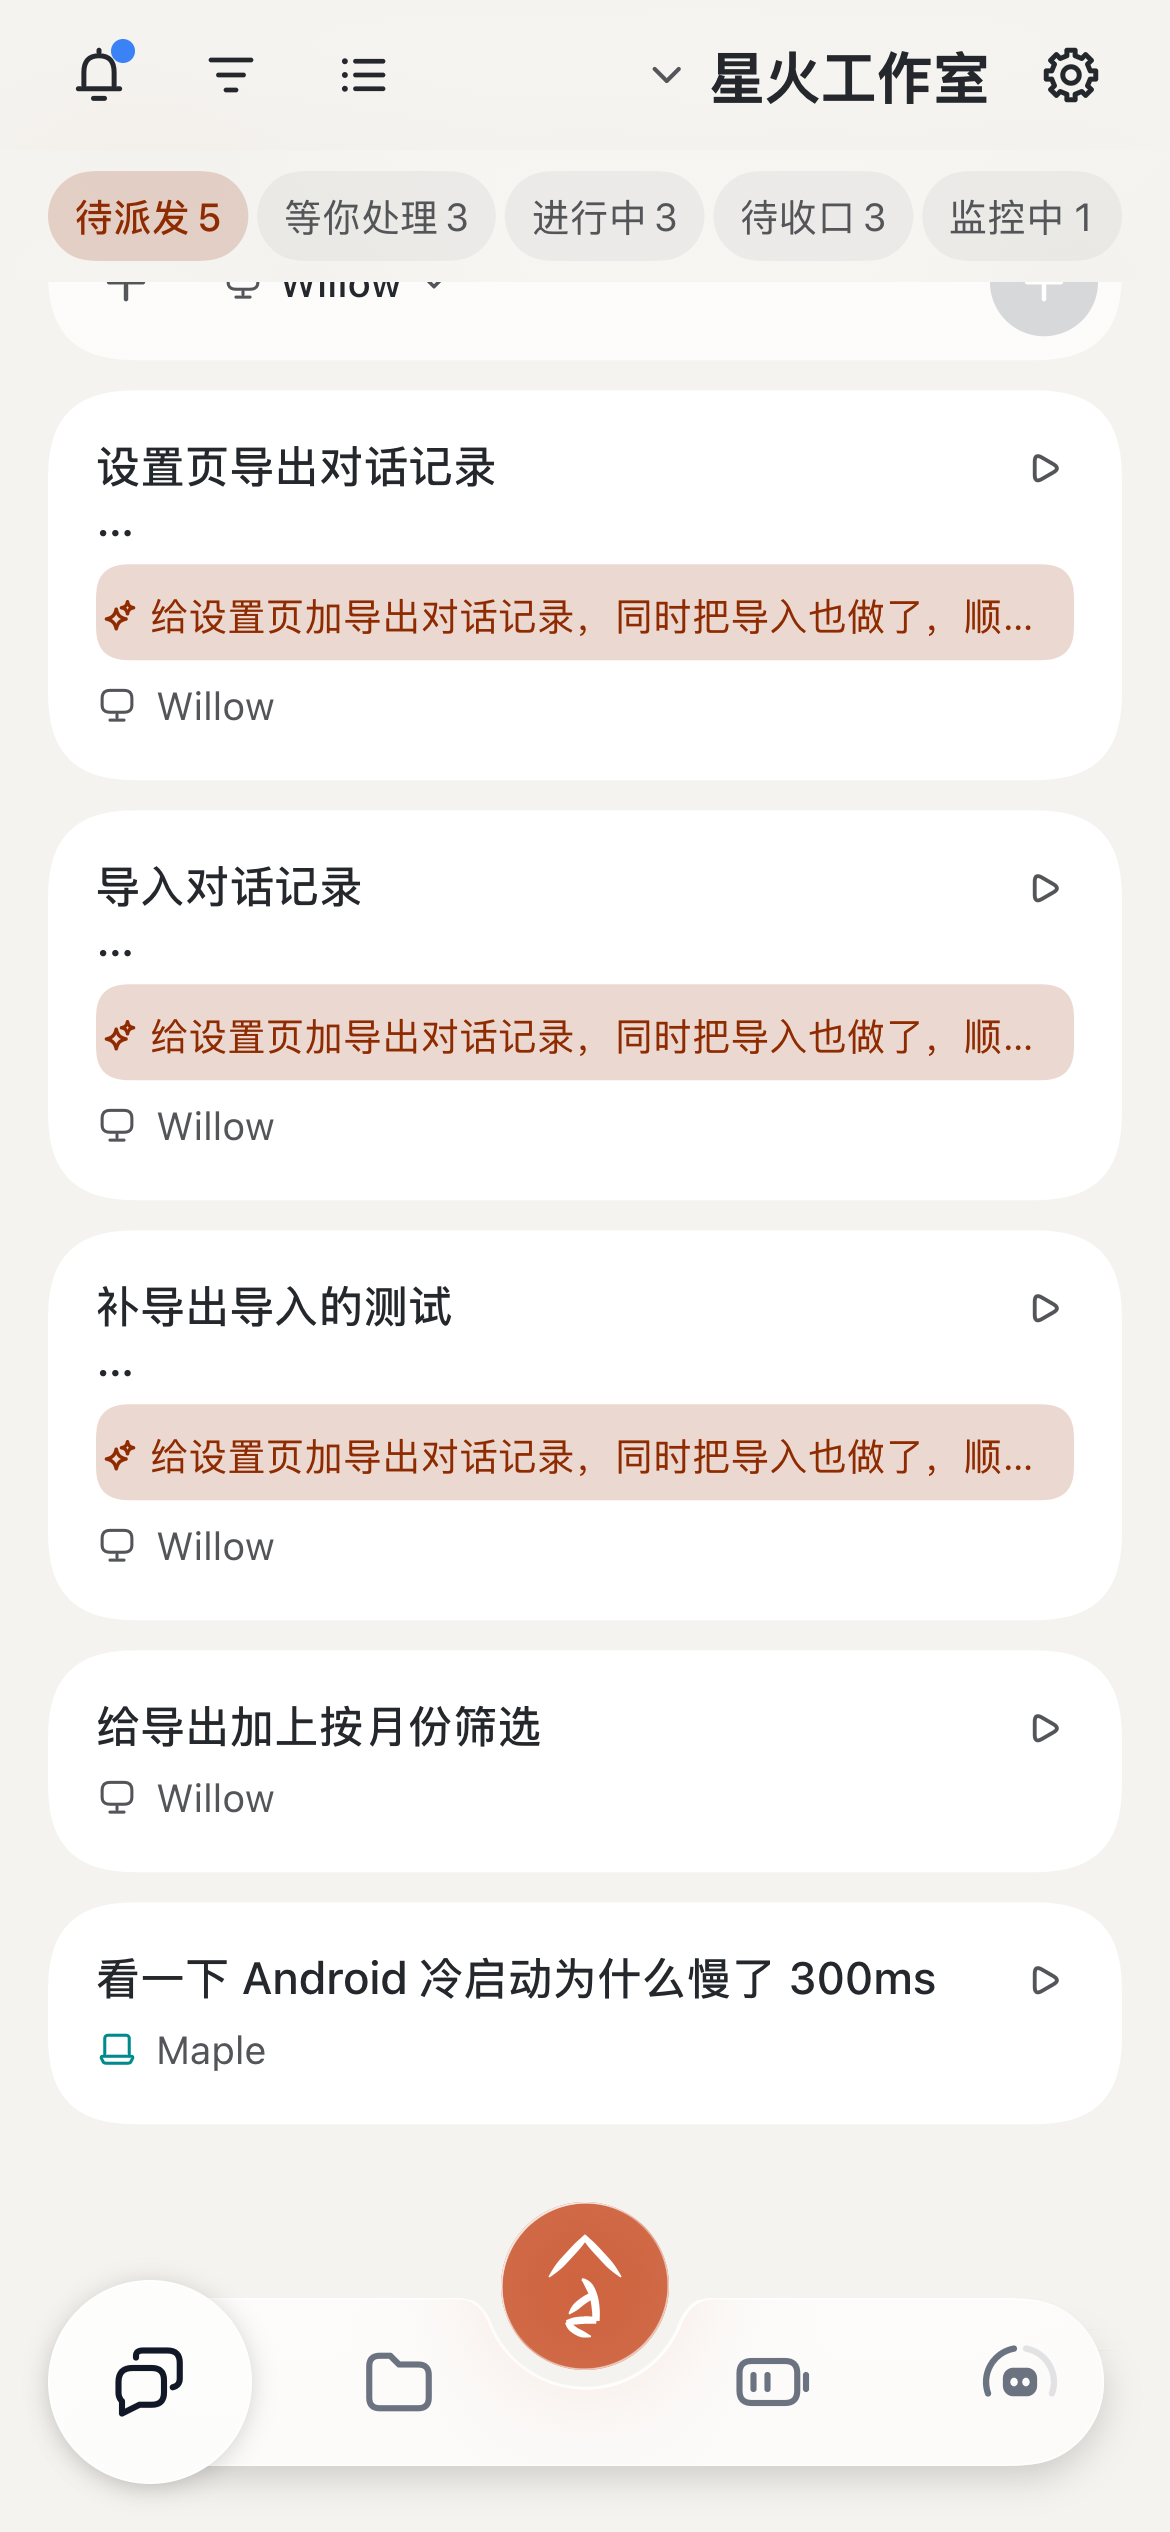 星火工作室
待派发 5
等你处理 3
进行中 3
待收口 3
监控中 1
Willow
设置页导出对话记录
...
给设置页加导出对话记录，同时把导入也做了，顺...
Willow
导入对话记录
...
给设置页加导出对话记录，同时把导入也做了，顺...
Willow
补导出导入的测试
...
给设置页加导出对话记录，同时把导入也做了，顺...
Willow
给导出加上按月份筛选
Willow
看一下 Android 冷启动为什么慢了 300ms
Maple